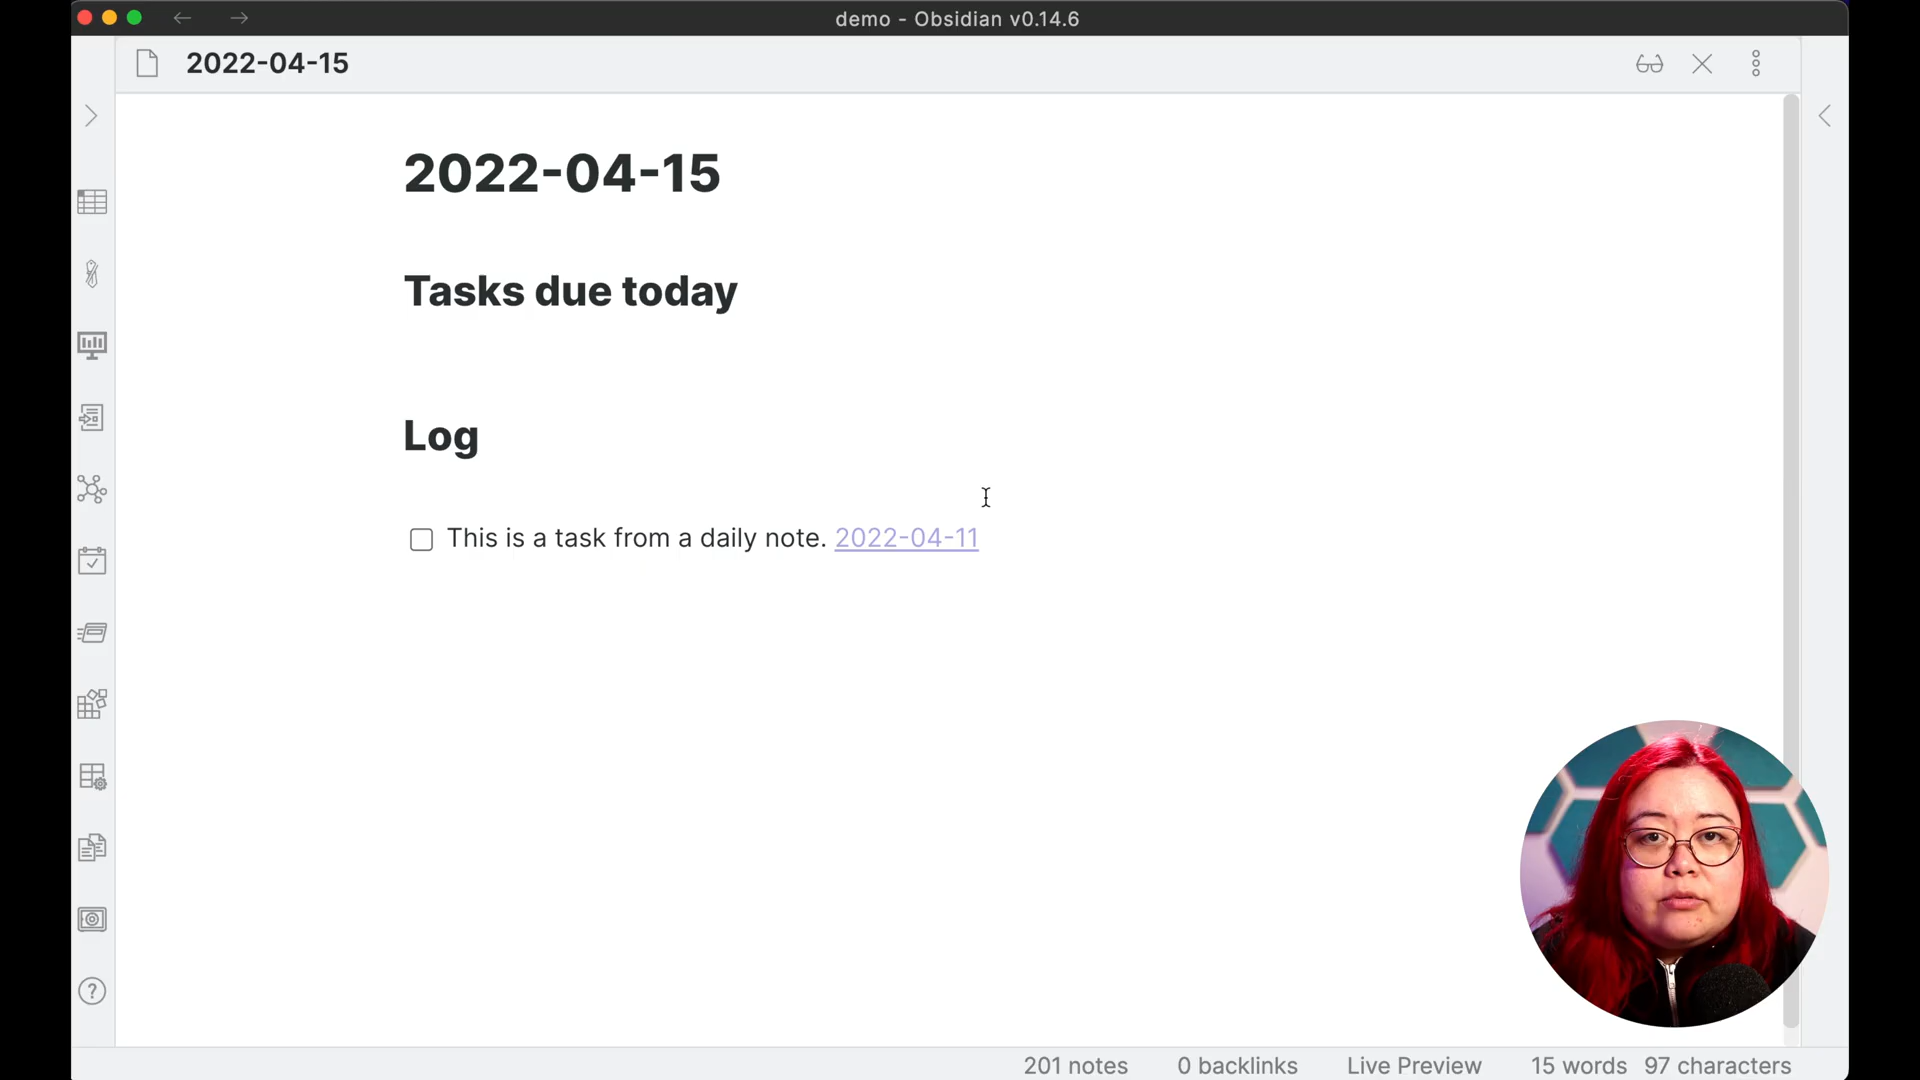 demo - Obsidian v0.14.6
2022-04-15
2022-04-15
Tasks due today
Log
This is a task from a daily note. 2022-04-11
201 notes 0 backlinks Live Preview 15 words 97 characters